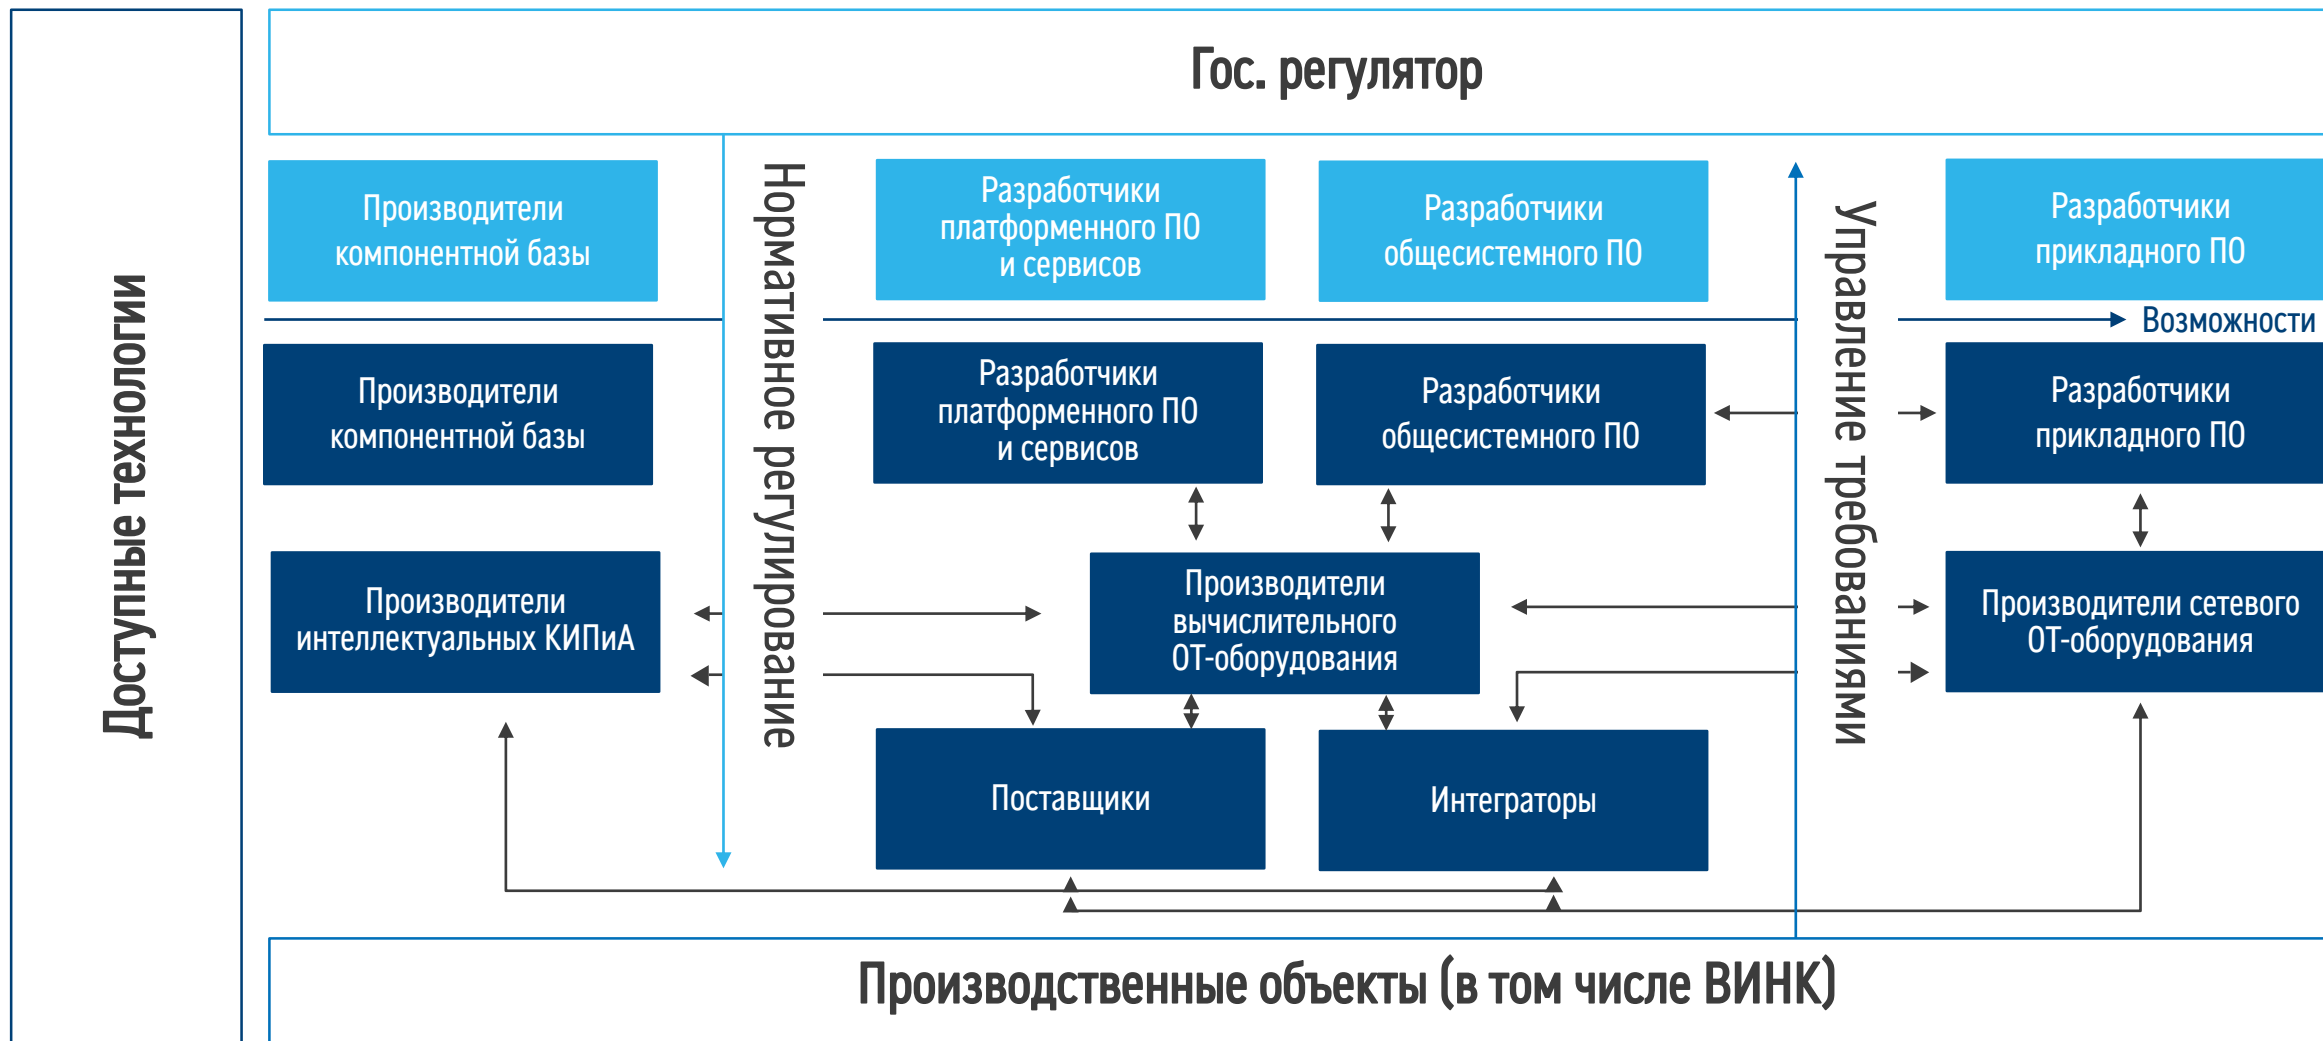 Доступные технологии
Гос. регулятор
Производители
компонентной базы
Нормативное регулирование
Разработчики
платформенного ПО
и сервисов
Разработчики
общесистемного ПО
Управление требованиями
Разработчики
прикладного ПО
Возможности
Производители
компонентной базы
Разработчики
платформенного ПО
и сервисов
Разработчики
общесистемного ПО
Разработчики
прикладного ПО
Производители
интеллектуальных КИПиА
Производители
вычислительного
ОТ-оборудования
Производители сетевого
ОТ-оборудования
Поставщики
Интеграторы
Производственные объекты (в том числе ВИНК)